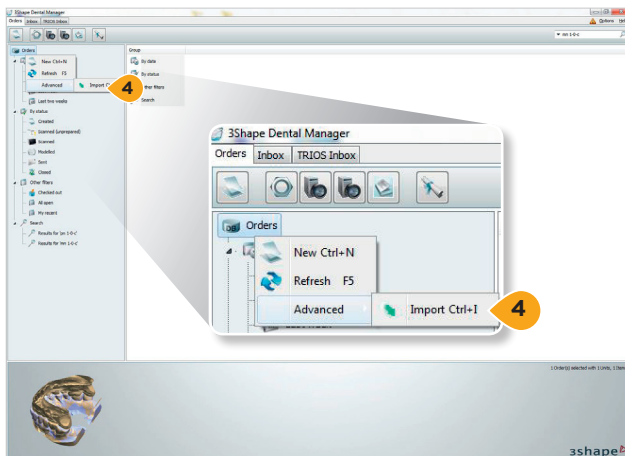 3Shape Dental Manager
Orders Inbox TRIOS Inbox
Options
Orders
New Ctrl+N
Refresh F5
Advanced
4
Last two weeks
By status
Created
Scanned (unprepared)
Scanned
Modelled
Sent
Closed
Other filters
Checked out
All open
My recent
Search
Group
By date
By status
Other filters
Search
3Shape Dental Manager
Orders Inbox TRIOS Inbox
Orders
New Ctrl+N
Refresh F5
Advanced Import Ctrl+I 4
3shape